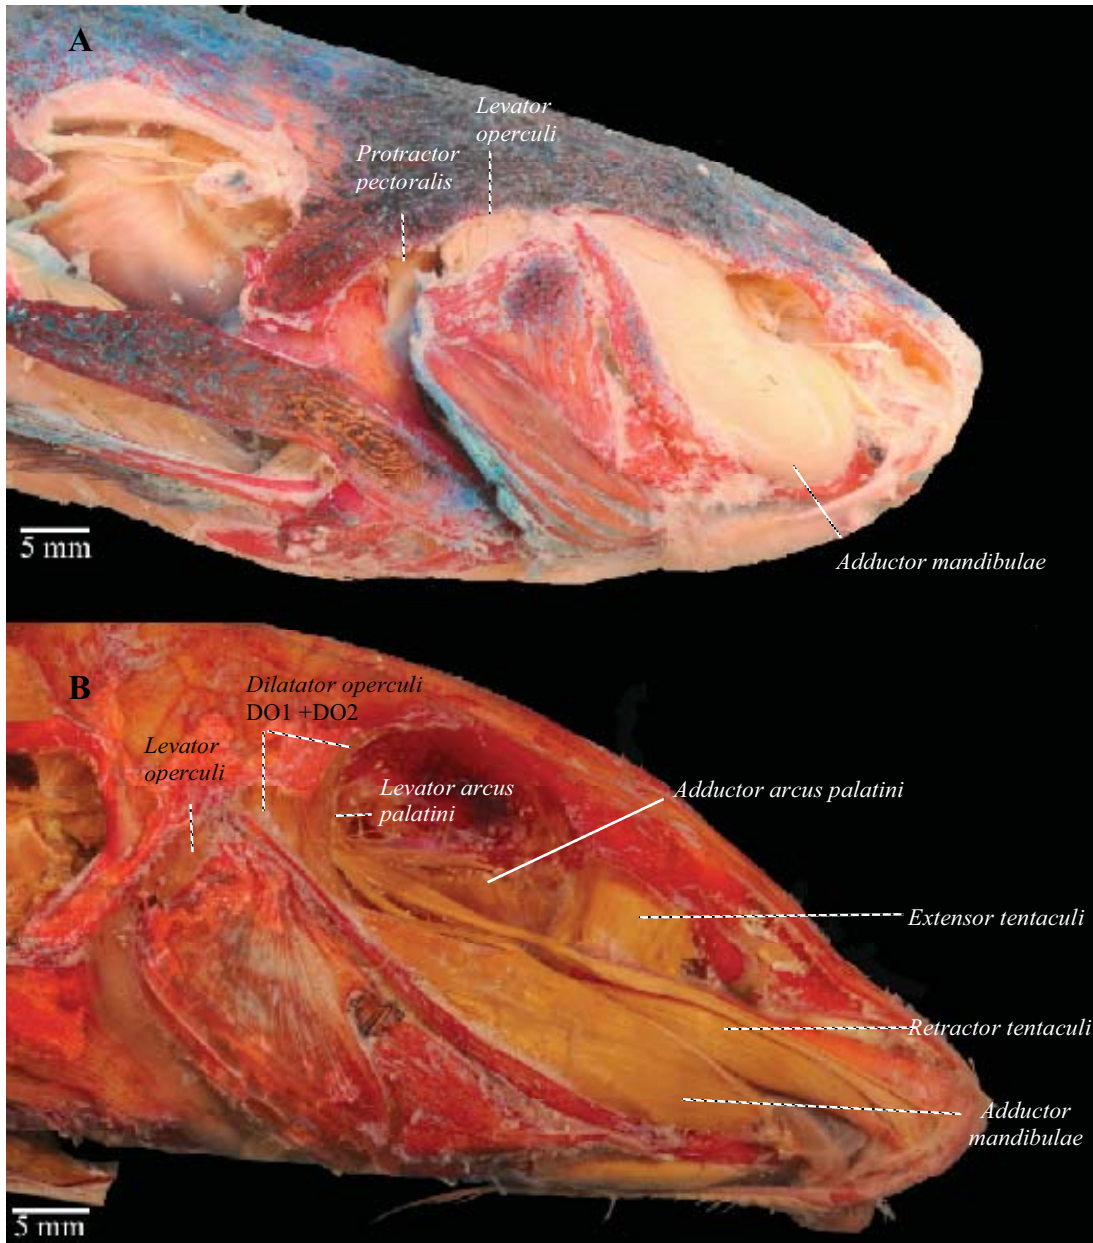 A
Levator
operculi
Protractor
pectoralis
5 mm
Adductor mandibulae
B
Dilatator operculi
DO1 +DO2
Levator
operculi
Levator arcus
palatini
Adductor arcus palatini
Extensor tentaculi
Retractor tentaculi
Adductor
mandibulae
5 mm